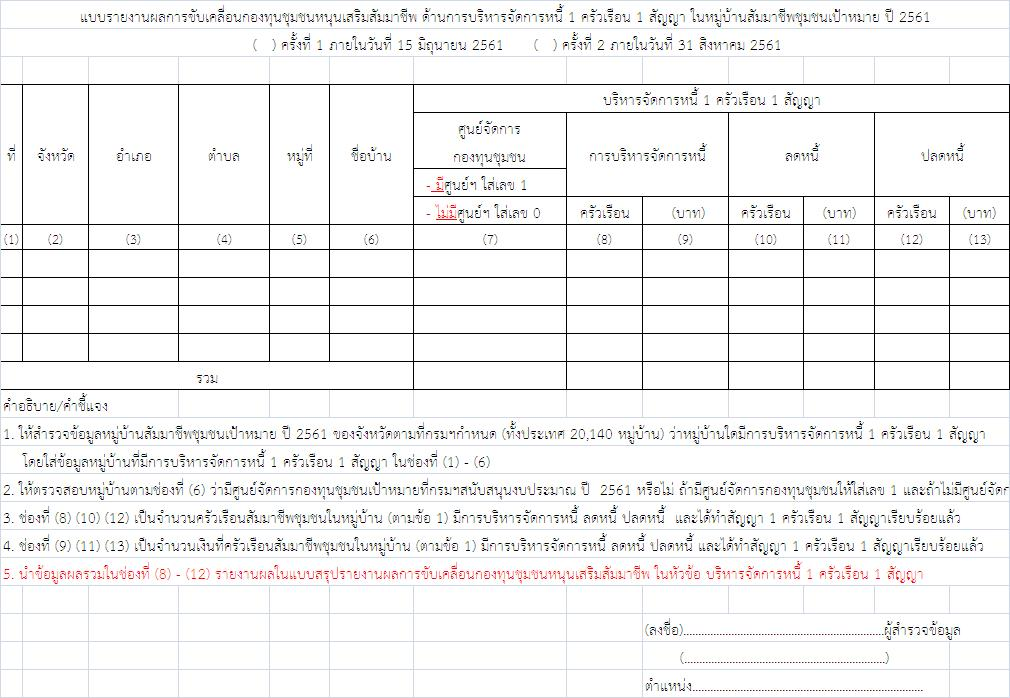 แบบรายงานผลการขับเคลื่อนกองทุนชุมชนหนุนเสริมสัมมาชีพ ด้านการบริหารจัดการหนี้ 1 ครัวเรือน 1 สัญญา ในหมู่บ้านสัมมาชีพชุมชนเป้าหมาย ปี 2561
( ) ครั้งที่ 1 ภายในวันที่ 15 มิถุนายน 2561 ( ) ครั้งที่ 2 ภายในวันที่ 31 สิงหาคม 2561
บริหารจัดการหนี้ 1 ครัวเรือน 1 สัญญา
ศูนย์จัดการ
กองทุนชุมชน
ที่ จังหวัด อำเภอ ตำบล หมู่ที่ ชื่อบ้าน การบริหารจัดการหนี้ ลดหนี้ ปลดหนี้
- มีศูนย์ฯ ใส่เลข 1
- ไม่มีศูนย์ฯ ใส่เลข 0 ครัวเรือน (บาท) ครัวเรือน (บาท) ครัวเรือน (บาท)
(1) (2) (3) (4) (5) (6) (7) (8) (9) (10) (11) (12) (13)
รวม
คำอธิบาย/คำชี้แจง
1. ให้สำรวจข้อมูลหมู่บ้านสัมมาชีพชุมชนเป้าหมาย ปี 2561 ของจังหวัดตามที่กรมฯกำหนด (ทั้งประเทศ 20,140 หมู่บ้าน) ว่าหมู่บ้านใดมีการบริหารจัดการหนี้ 1 ครัวเรือน 1 สัญญา
โดยใส่ข้อมูลหมู่บ้านที่มีการบริหารจัดการหนี้ 1 ครัวเรือน 1 สัญญา ในช่องที่ (1) - (6)
2. ให้ตรวจสอบหมู่บ้านตามช่องที่ (6) ว่ามีศูนย์จัดการกองทุนชุมชนเป้าหมายที่กรมฯสนับสนุนงบประมาณ ปี 2561 หรือไม่ ถ้ามีศูนย์จัดการกองทุนชุมชนให้ใส่เลข 1 และถ้าไม่มีศูนย์จัดก
3. ช่องที่ (8) (10) (12) เป็นจำนวนครัวเรือนสัมมาชีพชุมชนในหมู่บ้าน (ตามข้อ 1) มีการบริหารจัดการหนี้ ลดหนี้ ปลดหนี้ และได้ทำสัญญา 1 ครัวเรือน 1 สัญญาเรียบร้อยแล้ว
4. ช่องที่ (9) (11) (13) เป็นจำนวนเงินที่ครัวเรือนสัมมาชีพชุมชนในหมู่บ้าน (ตามข้อ 1) มีการบริหารจัดการหนี้ ลดหนี้ ปลดหนี้ และได้ทำสัญญา 1 ครัวเรือน 1 สัญญาเรียบร้อยแล้ว
5. นำข้อมูลผลรวมในช่องที่ (8) - (12) รายงานผลในแบบสรุปรายงานผลการขับเคลื่อนกองทุนชุมชนหนุนเสริมสัมมาชีพ ในหัวข้อ บริหารจัดการหนี้ 1 ครัวเรือน 1 สัญญา
(ลงชื่อ)..................................................................ผู้สำรวจข้อมูล
(...................................................................)
ตำแหน่ง.............................................................................